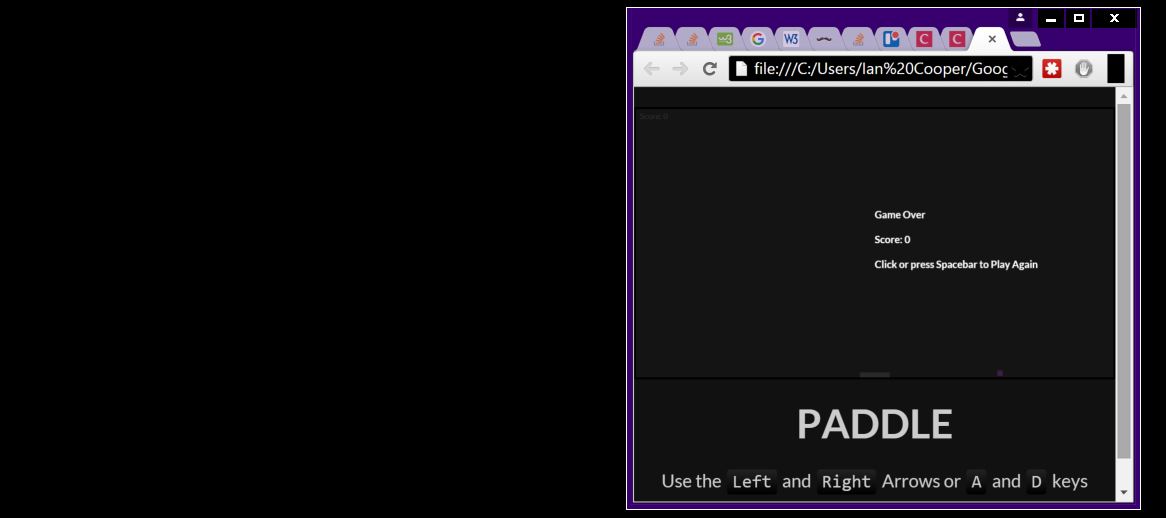 W3
file:///C:/Users/Ian%20Cooper/Goog
Score: 0
Game Over
Score: 0
Click or press Spacebar to Play Again
PADDLE
Use the Left and Right Arrows or A and D keys